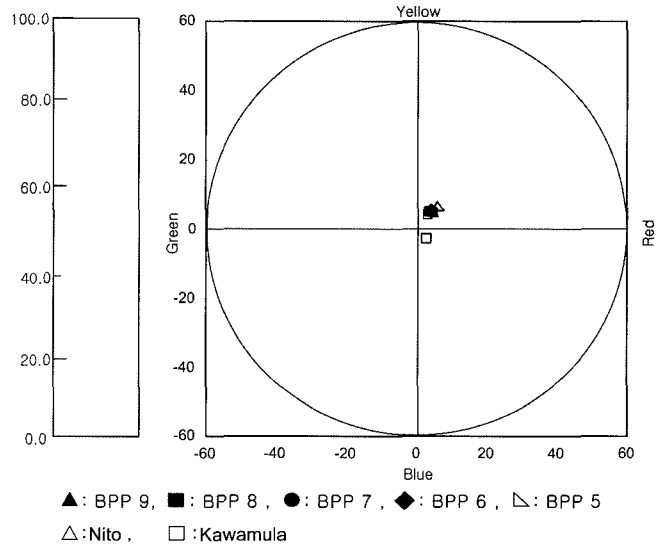 100.0
80.0
60.0
40.0
20.0
0.0
Yellow
60
40
20
0
-20
-40
-60
Green
Red
-60 -40 -20 0 20 40 60
Blue
▲: BPP 9, ■: BPP 8, ●: BPP 7, ◆: BPP 6, ◺: BPP 5
△:Nito, □:Kawamula